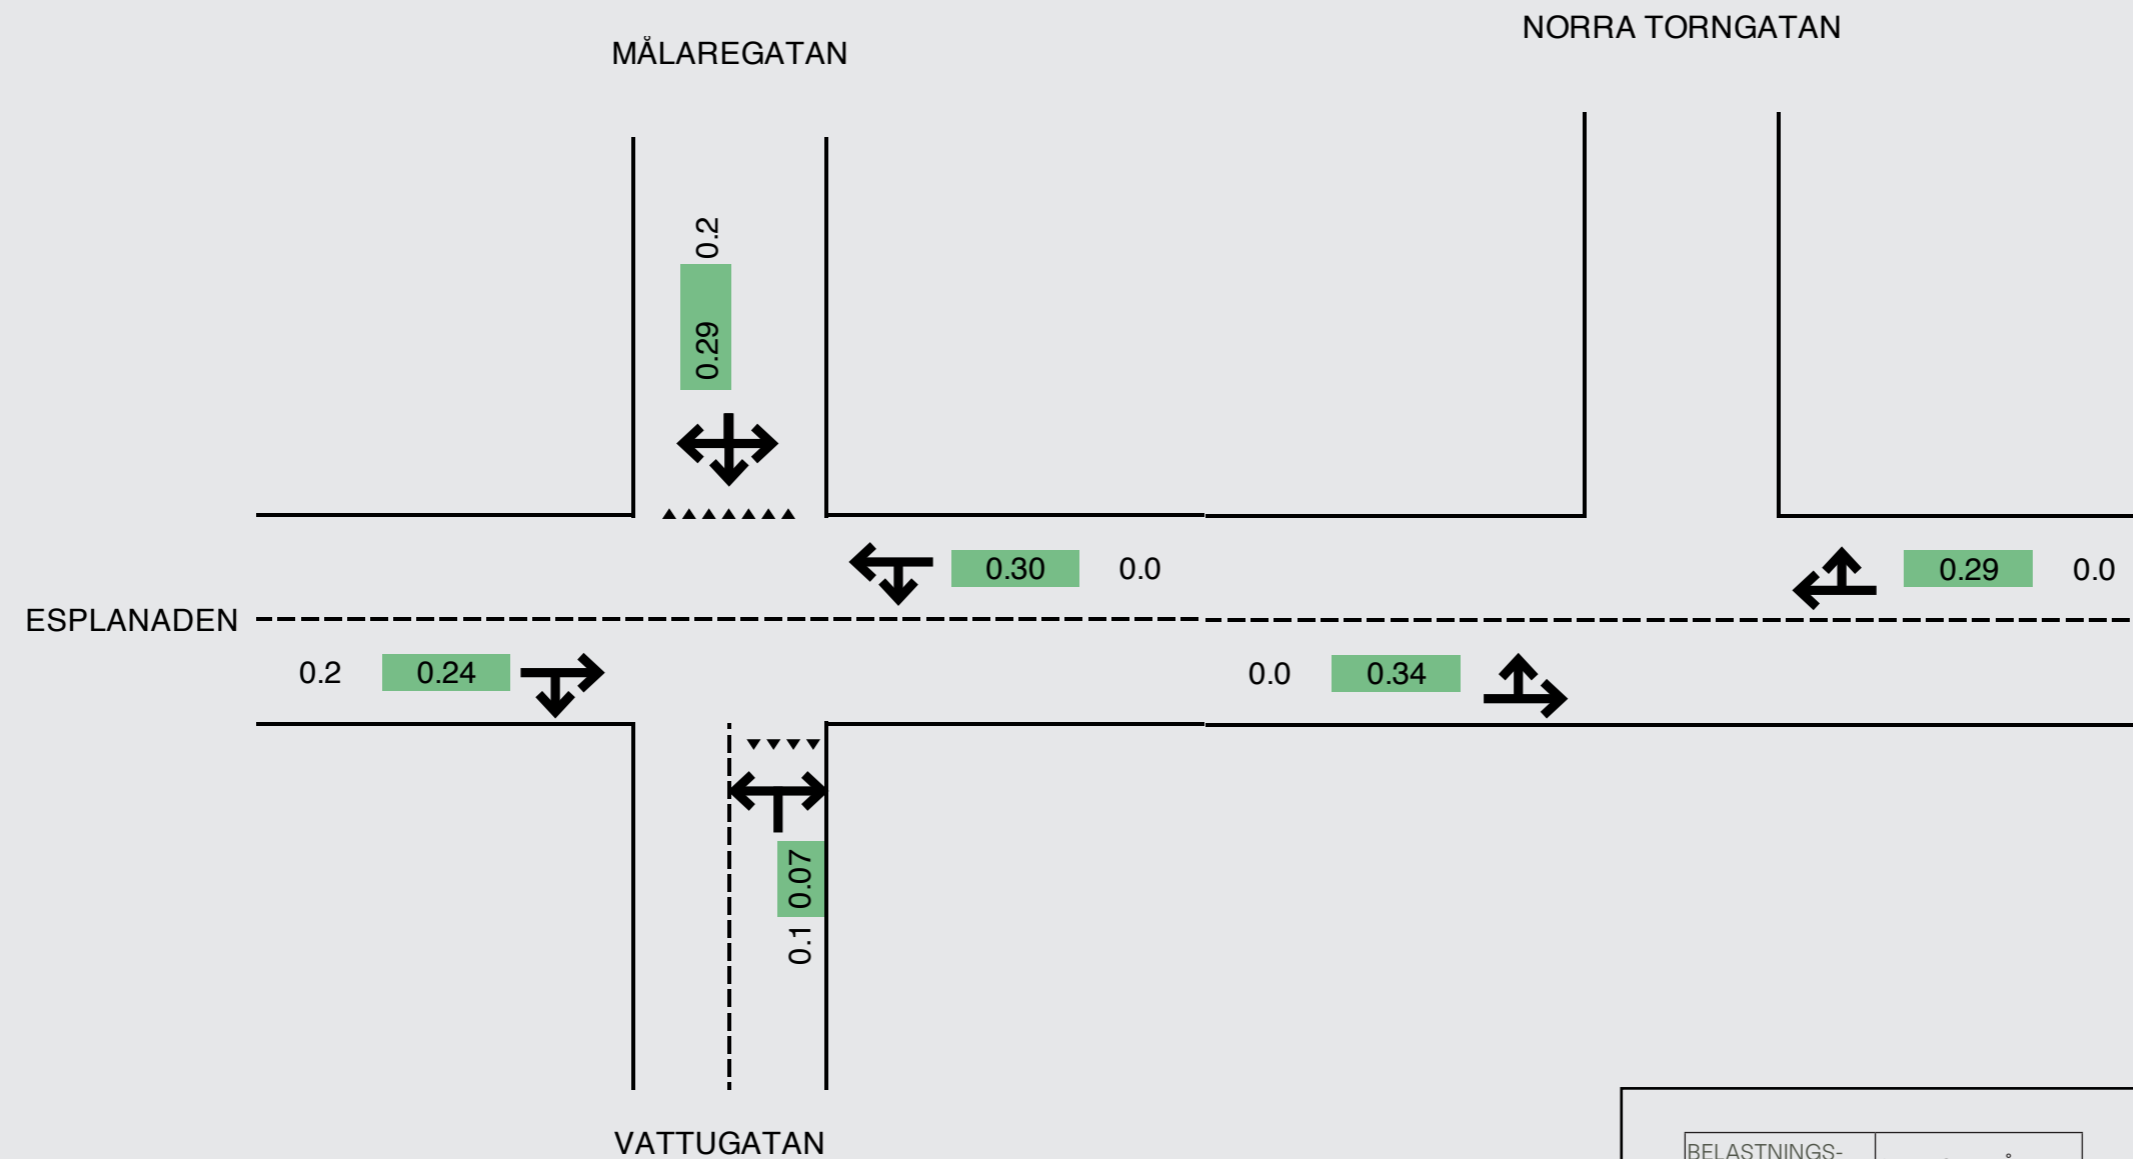 NORRA TORNGATAN
MÅLAREGATAN
0.2
0.29
0.30 0.0
0.29 0.0
ESPLANADEN
0.2 0.24
0.0 0.34
0.07
0.1
VATTUGATAN
BELASTNINGS-